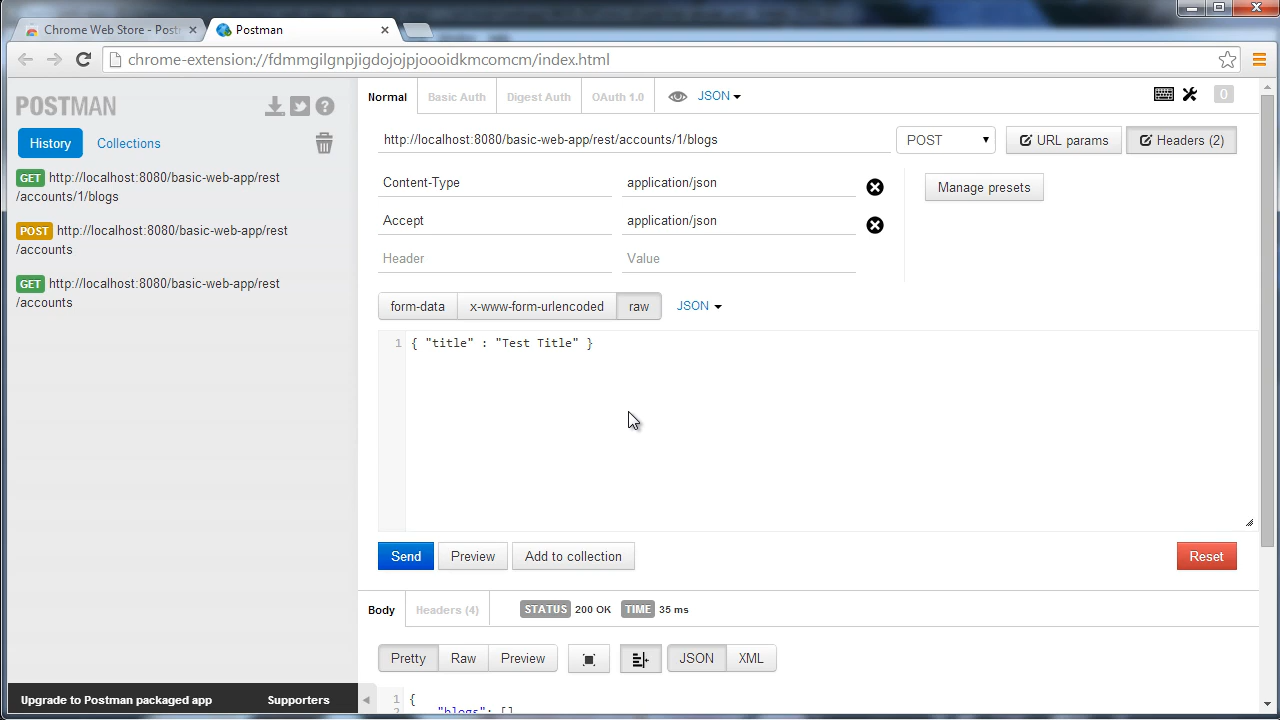 Chrome Web Store - Post
Postman
chrome-extension://fdmmgilgnpjigdojojpjoooidkmcomcm/index.html
POSTMAN
History
Collections
GET http://localhost:8080/basic-web-app/rest
/accounts/1/blogs
POST http://localhost:8080/basic-web-app/rest
/accounts
GET http://localhost:8080/basic-web-app/rest
/accounts
Upgrade to Postman packaged app
Supporters
Normal
Basic Auth
Digest Auth
OAuth 1.0
JSON
0
http://localhost:8080/basic-web-app/rest/accounts/1/blogs
POST
URL params
Headers (2)
Content-Type
application/json
Manage presets
Accept
application/json
Header
Value
form-data
x-www-form-urlencoded
raw
JSON
1 { "title" : "Test Title" }
Send
Preview
Add to collection
Reset
Body
Headers (4)
STATUS 200 OK
TIME 35 ms
Pretty
Raw
Preview
JSON
XML
1 {
2 "blogs": [],